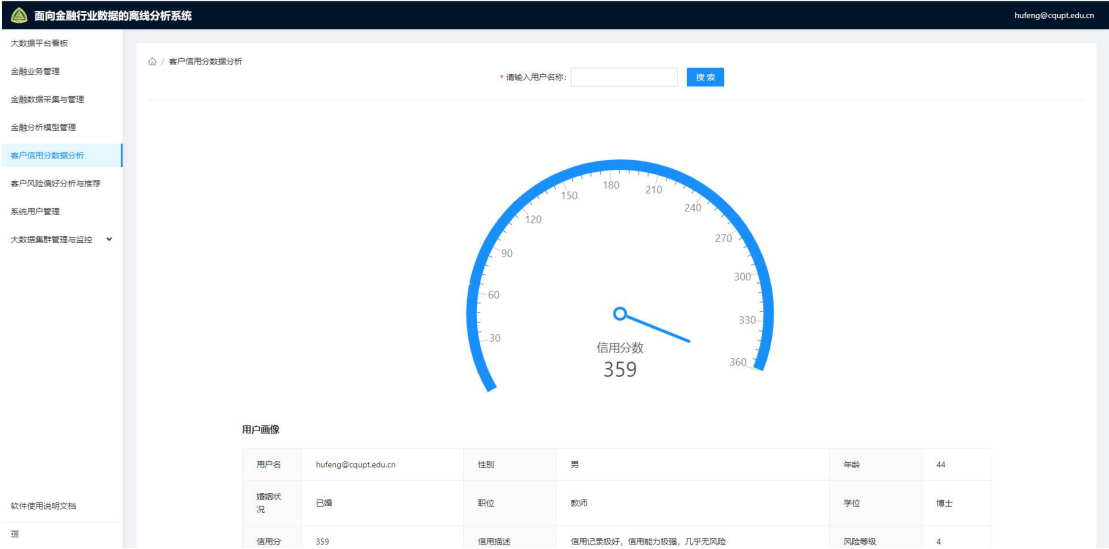 面向金融行业数据的离线分析系统
hufeng@cqupt.edu.cn
大数据平台看板
金融业务管理
金融数据采集与管理
金融分析模型管理
客户信用分数据分析
客户风险偏好分析与推荐
系统用户管理
大数据集群管理与监控
软件使用说明文档
/ 客户信用分数据分析
* 请输入用户名称:
搜 索
30
60
90
120
150
180
210
240
270
300
330
360
信用分数
359
用户画像
用户名 hufeng@cqupt.edu.cn 性别 男 年龄 44
婚姻状况 已婚 职位 教师 学位 博士
信用分 359 信用描述 信用记录极好，信用能力极强，几乎无风险 风险等级 4